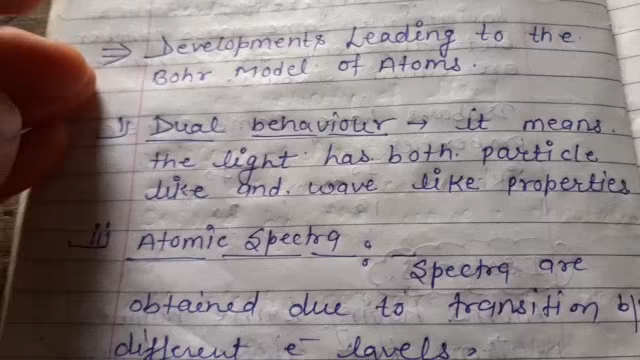 ⇒ Developments Leading to the
Bohr Model of Atoms.
i) Dual behaviour → it means
the light has both particle
like and wave like properties
ii) Atomic Spectra : Spectra are
obtained due to transition b/
different e⁻ lavels.